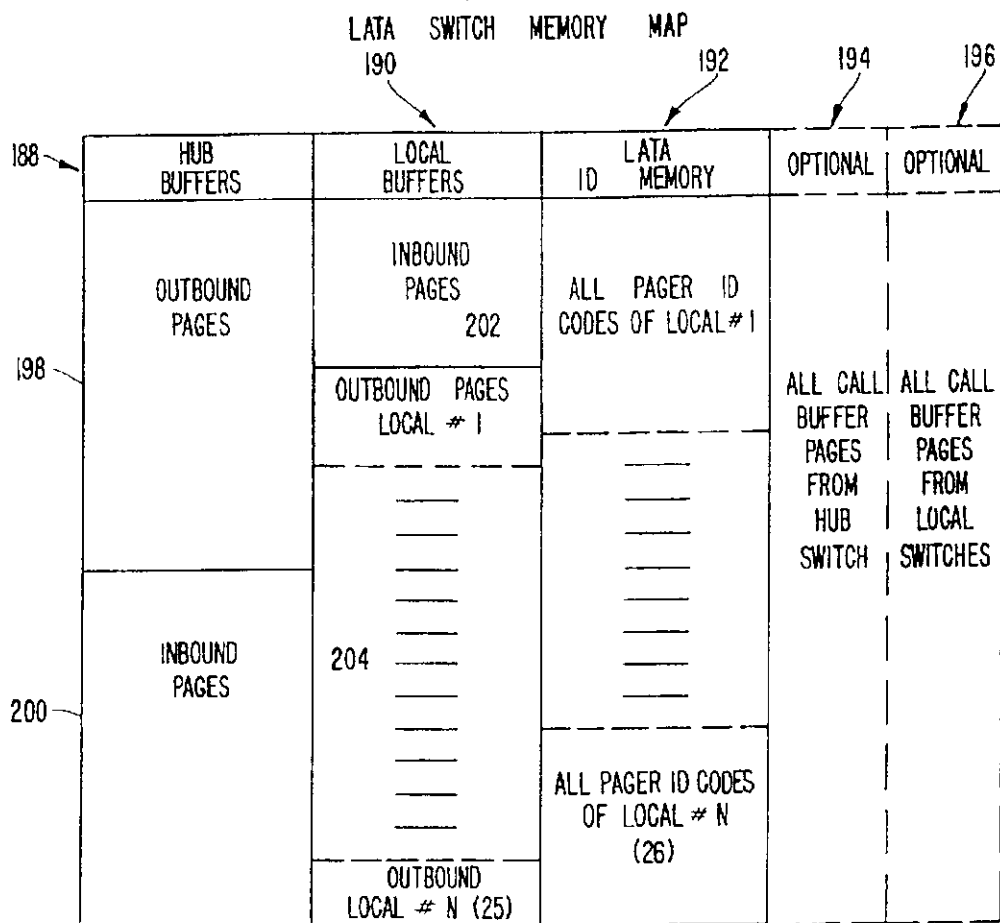 LATA SWITCH MEMORY MAP
190
192
194
196
188
HUB
BUFFERS
LOCAL
BUFFERS
LATA
ID MEMORY
OPTIONAL
OPTIONAL
OUTBOUND
PAGES
198
INBOUND
PAGES
200
INBOUND
PAGES
202
OUTBOUND PAGES
LOCAL # 1
204
OUTBOUND
LOCAL # N (25)
ALL PAGER ID
CODES OF LOCAL # 1
ALL PAGER ID CODES
OF LOCAL # N
(26)
ALL CALL
BUFFER
PAGES
FROM
HUB
SWITCH
ALL CALL
BUFFER
PAGES
FROM
LOCAL
SWITCHES